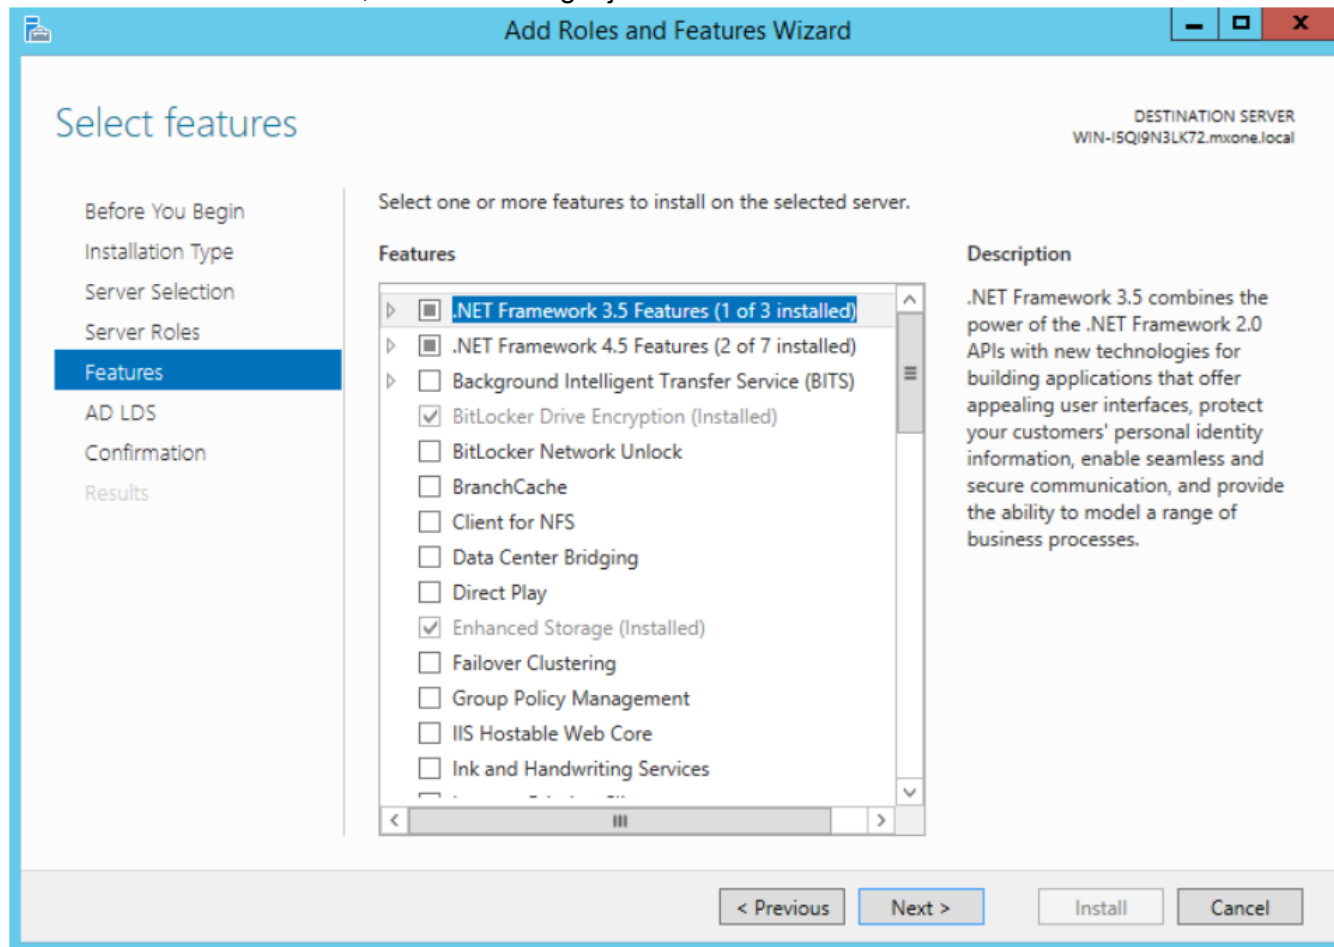 Add Roles and Features Wizard
Select features
DESTINATION SERVER
WIN-I5QI9N3LK72.mxone.local
Before You Begin
Installation Type
Server Selection
Server Roles
Features
AD LDS
Confirmation
Results
Select one or more features to install on the selected server.
Features
.NET Framework 3.5 Features (1 of 3 installed)
.NET Framework 4.5 Features (2 of 7 installed)
Background Intelligent Transfer Service (BITS)
BitLocker Drive Encryption (Installed)
BitLocker Network Unlock
BranchCache
Client for NFS
Data Center Bridging
Direct Play
Enhanced Storage (Installed)
Failover Clustering
Group Policy Management
IIS Hostable Web Core
Ink and Handwriting Services
Description
.NET Framework 3.5 combines the
power of the .NET Framework 2.0
APIs with new technologies for
building applications that offer
appealing user interfaces, protect
your customers' personal identity
information, enable seamless and
secure communication, and provide
the ability to model a range of
business processes.
< Previous
Next >
Install
Cancel